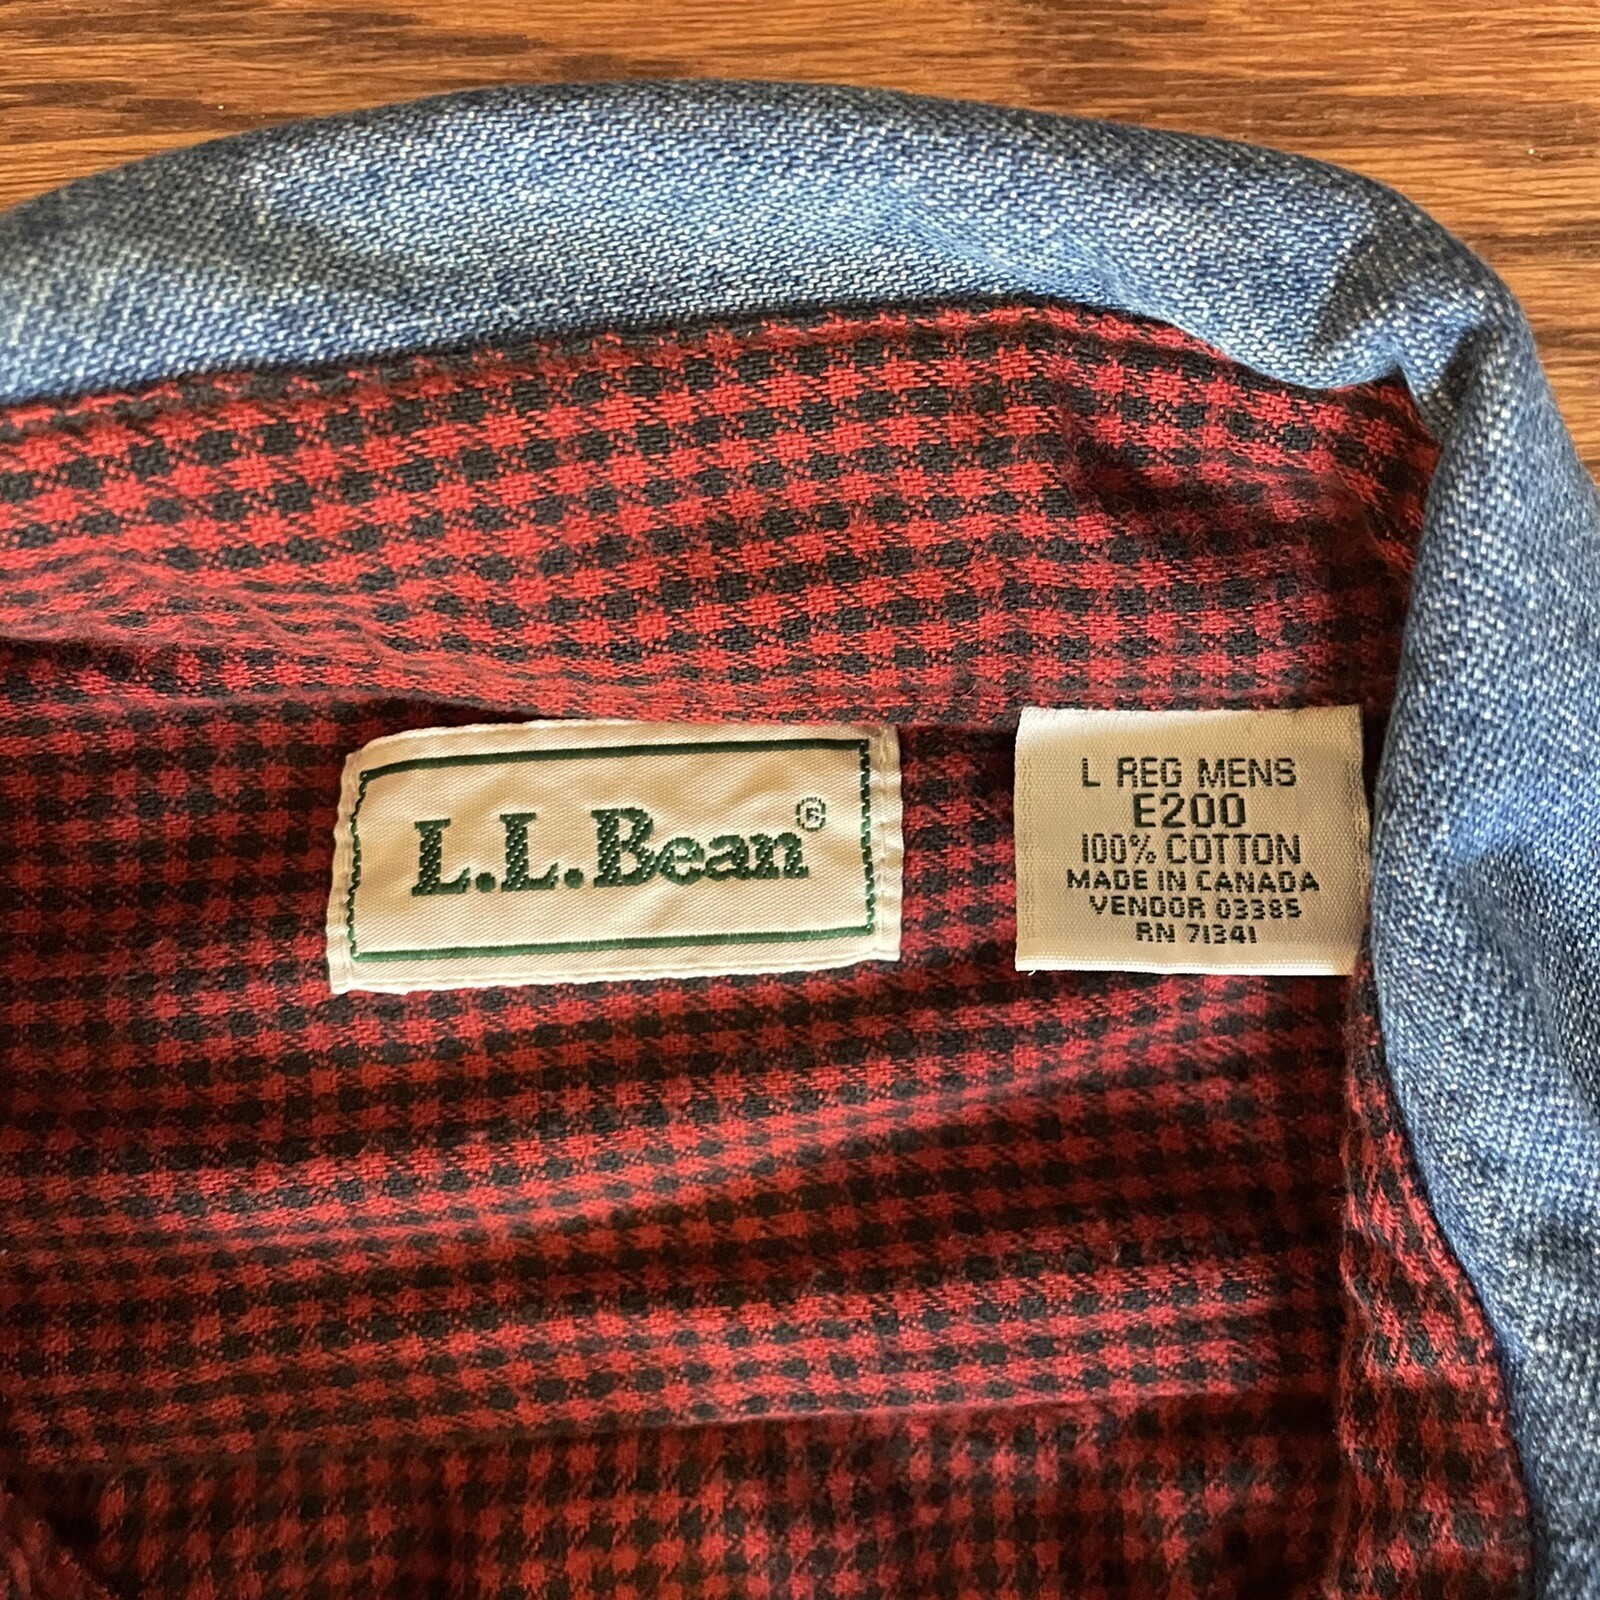 L.L.Bean®
L REG MENS
E200
100% COTTON
MADE IN CANADA
VENDOR 03385
RN 71341